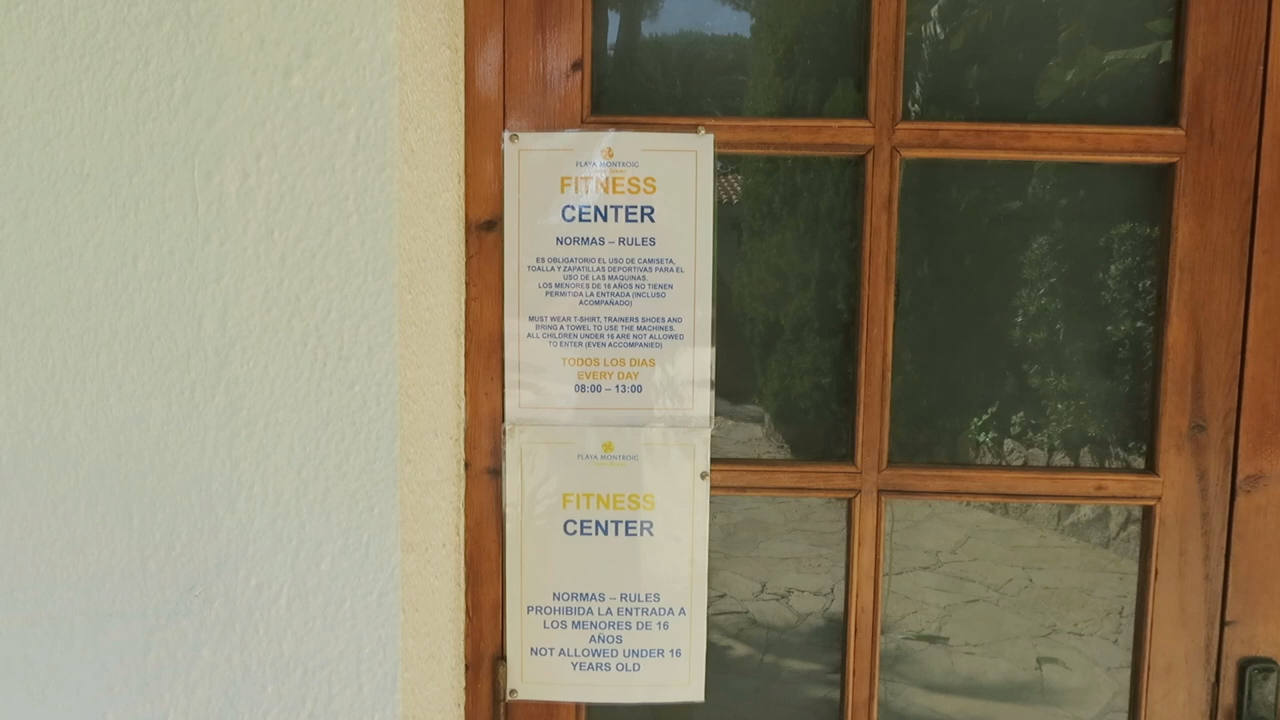 PLAYA MONTROIG
FITNESS
CENTER
NORMAS – RULES
ES OBLIGATORIO EL USO DE CAMISETA,
TOALLA Y ZAPATILLAS DEPORTIVAS PARA EL
USO DE LAS MAQUINAS.
LOS MENORES DE 16 AÑOS NO TIENEN
PERMITIDA LA ENTRADA (INCLUSO
ACOMPAÑADO)
MUST WEAR T-SHIRT, TRAINERS SHOES AND
BRING A TOWEL TO USE THE MACHINES.
ALL CHILDREN UNDER 16 ARE NOT ALLOWED
TO ENTER (EVEN ACCOMPANIED)
TODOS LOS DIAS
EVERY DAY
08:00 – 13:00
PLAYA MONTROIG
FITNESS
CENTER
NORMAS – RULES
PROHIBIDA LA ENTRADA A
LOS MENORES DE 16
AÑOS
NOT ALLOWED UNDER 16
YEARS OLD